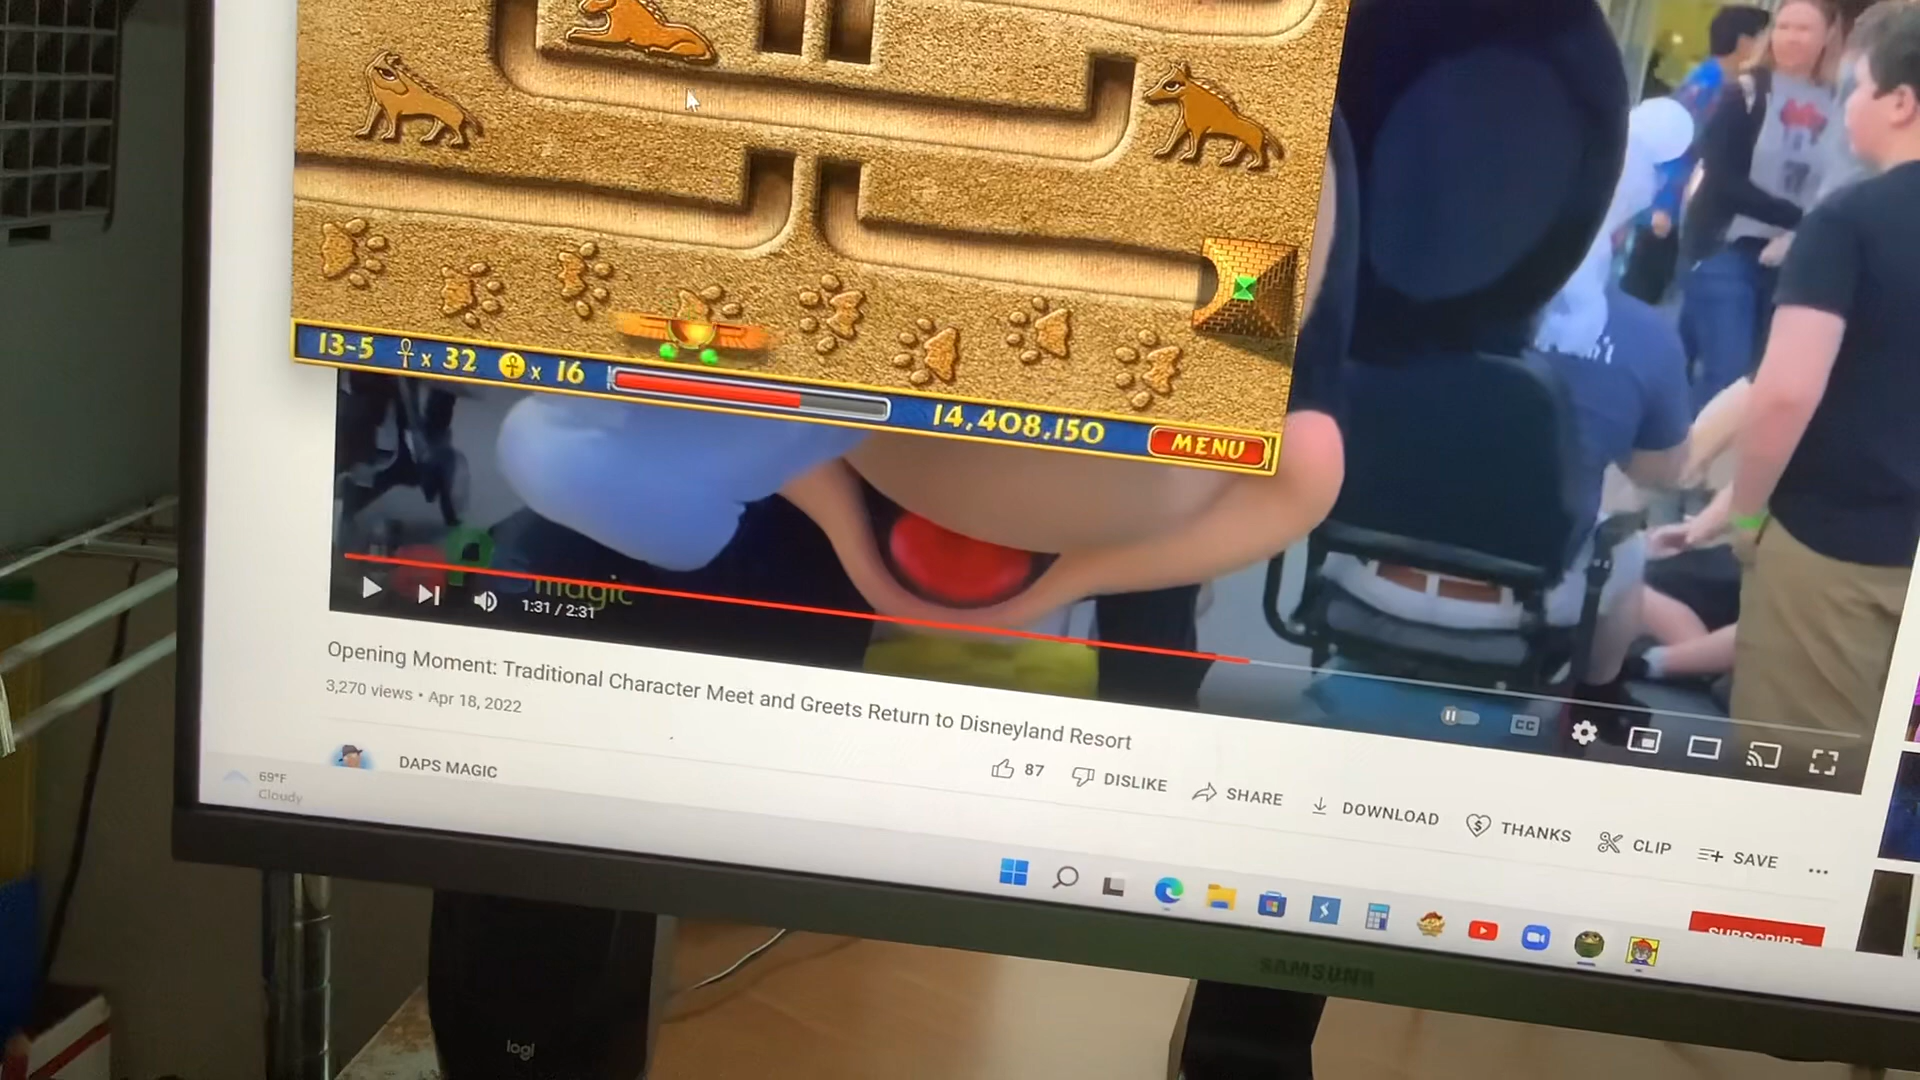 13-5 x 32 x 16
14,408,150 MENU
magic
1:31 / 2:31
CC
Opening Moment: Traditional Character Meet and Greets Return to Disneyland Resort
3,270 views • Apr 18, 2022
DAPS MAGIC
87 DISLIKE SHARE DOWNLOAD THANKS CLIP SAVE ...
SUBSCRIBE
69°F
Cloudy
SAMSUNG
logi